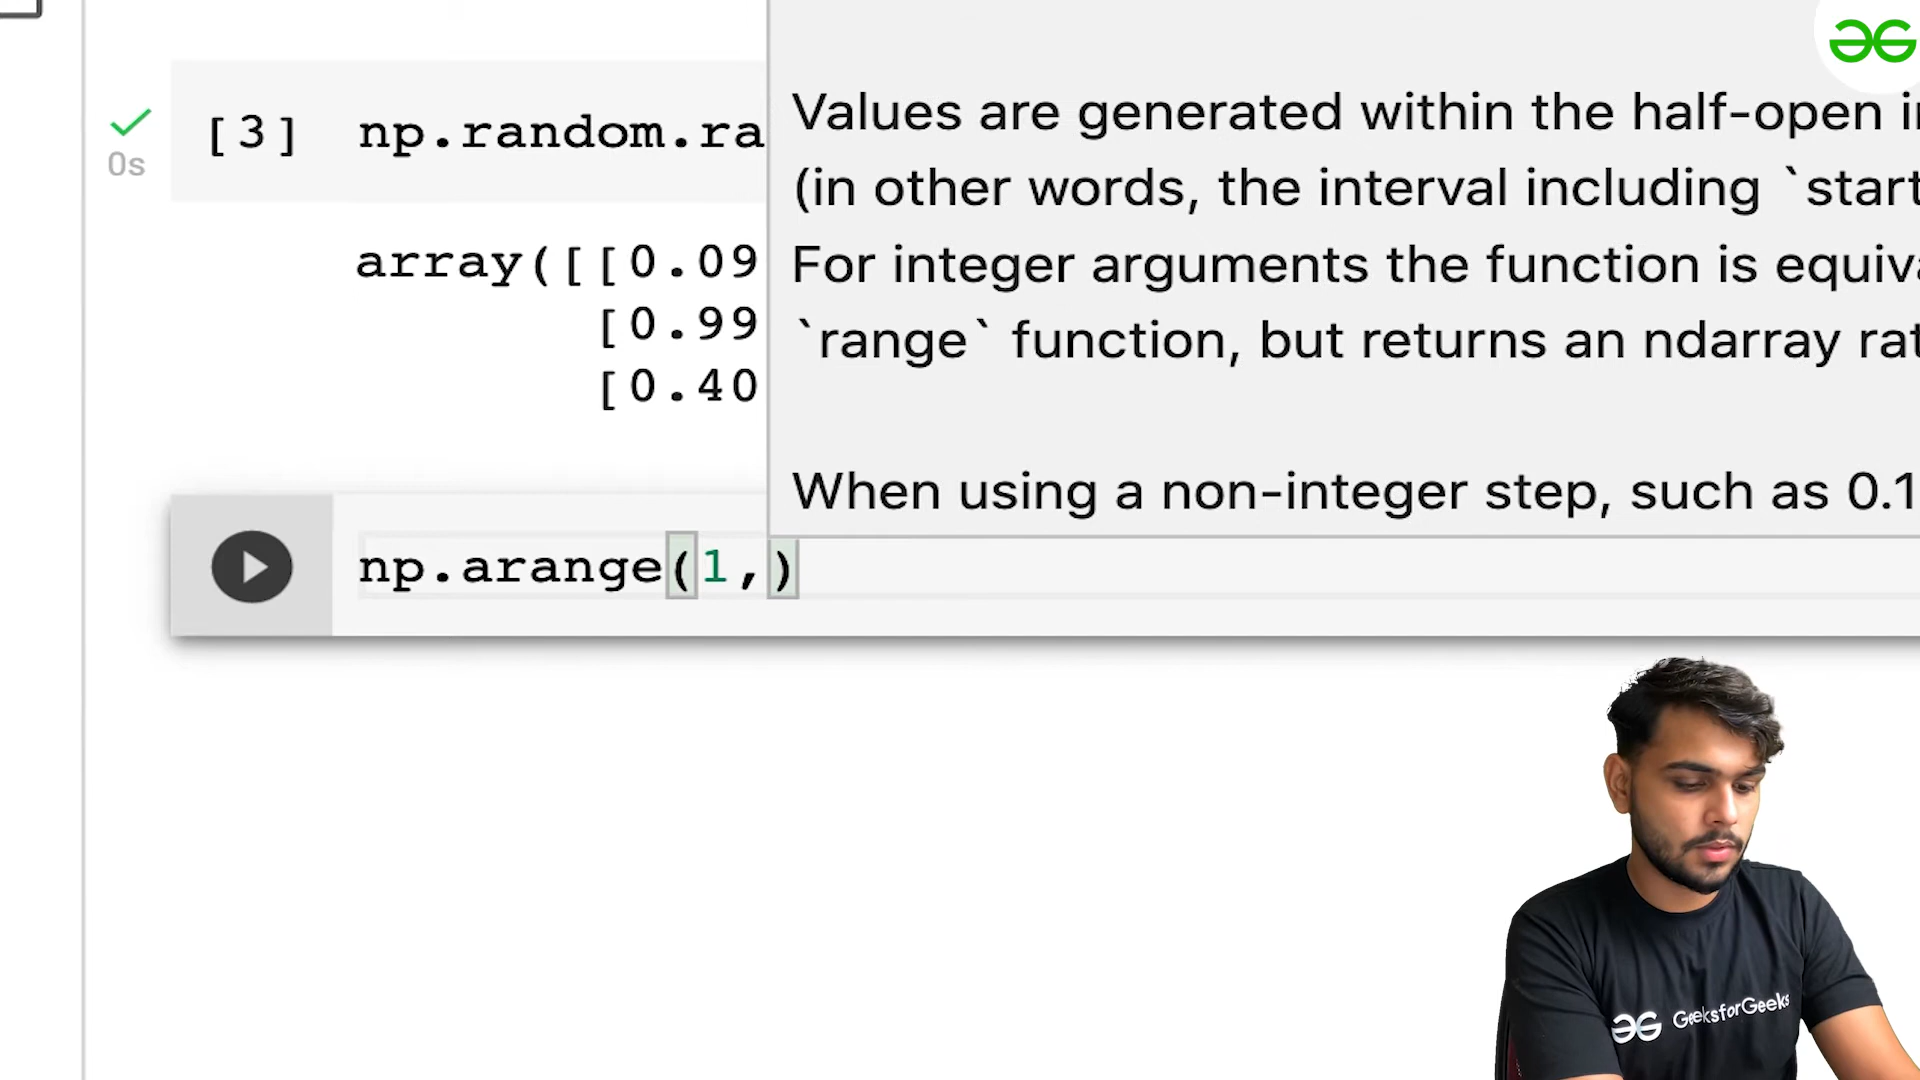 [3] np.random.ra
0s
array([[0.09
[0.99
[0.40
Values are generated within the half-open
(in other words, the interval including `start
For integer arguments the function is
`range` function, but returns an ndarray
When using a non-integer step, such as 0.1
np.arange(1,)
GeeksforGeeks